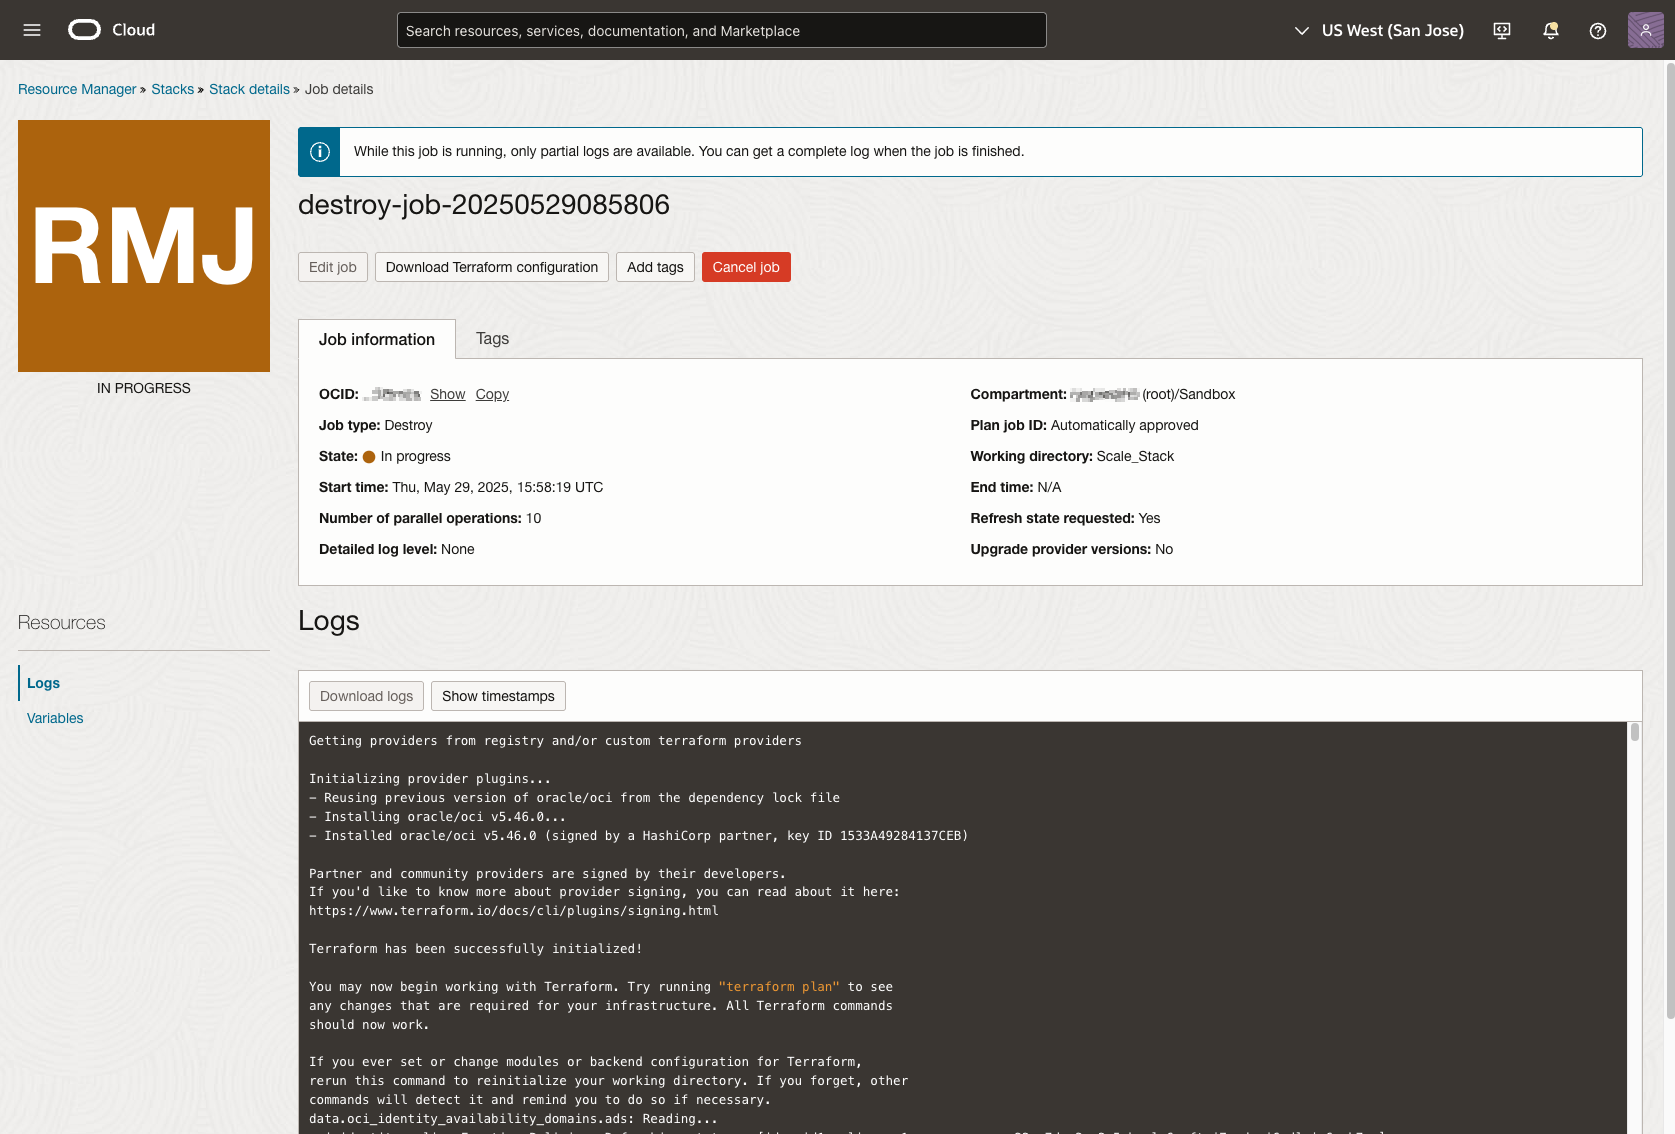 Cloud
Search resources, services, documentation, and Marketplace
US West (San Jose)
Resource Manager » Stacks » Stack details » Job details
RMJ
IN PROGRESS
While this job is running, only partial logs are available. You can get a complete log when the job is finished.
destroy-job-20250529085806
Edit job
Download Terraform configuration
Add tags
Cancel job
Job information
Tags
OCID: Show Copy
Job type: Destroy
State: In progress
Start time: Thu, May 29, 2025, 15:58:19 UTC
Number of parallel operations: 10
Detailed log level: None
Compartment: (root)/Sandbox
Plan job ID: Automatically approved
Working directory: Scale_Stack
End time: N/A
Refresh state requested: Yes
Upgrade provider versions: No
Resources
Logs
Variables
Logs
Download logs
Show timestamps
Getting providers from registry and/or custom terraform providers
Initializing provider plugins...
- Reusing previous version of oracle/oci from the dependency lock file
- Installing oracle/oci v5.46.0...
- Installed oracle/oci v5.46.0 (signed by a HashiCorp partner, key ID 1533A49284137CEB)
Partner and community providers are signed by their developers.
If you'd like to know more about provider signing, you can read about it here:
https://www.terraform.io/docs/cli/plugins/signing.html
Terraform has been successfully initialized!
You may now begin working with Terraform. Try running "terraform plan" to see
any changes that are required for your infrastructure. All Terraform commands
should now work.
If you ever set or change modules or backend configuration for Terraform,
rerun this command to reinitialize your working directory. If you forget, other
commands will detect it and remind you to do so if necessary.
data.oci_identity_availability_domains.ads: Reading...